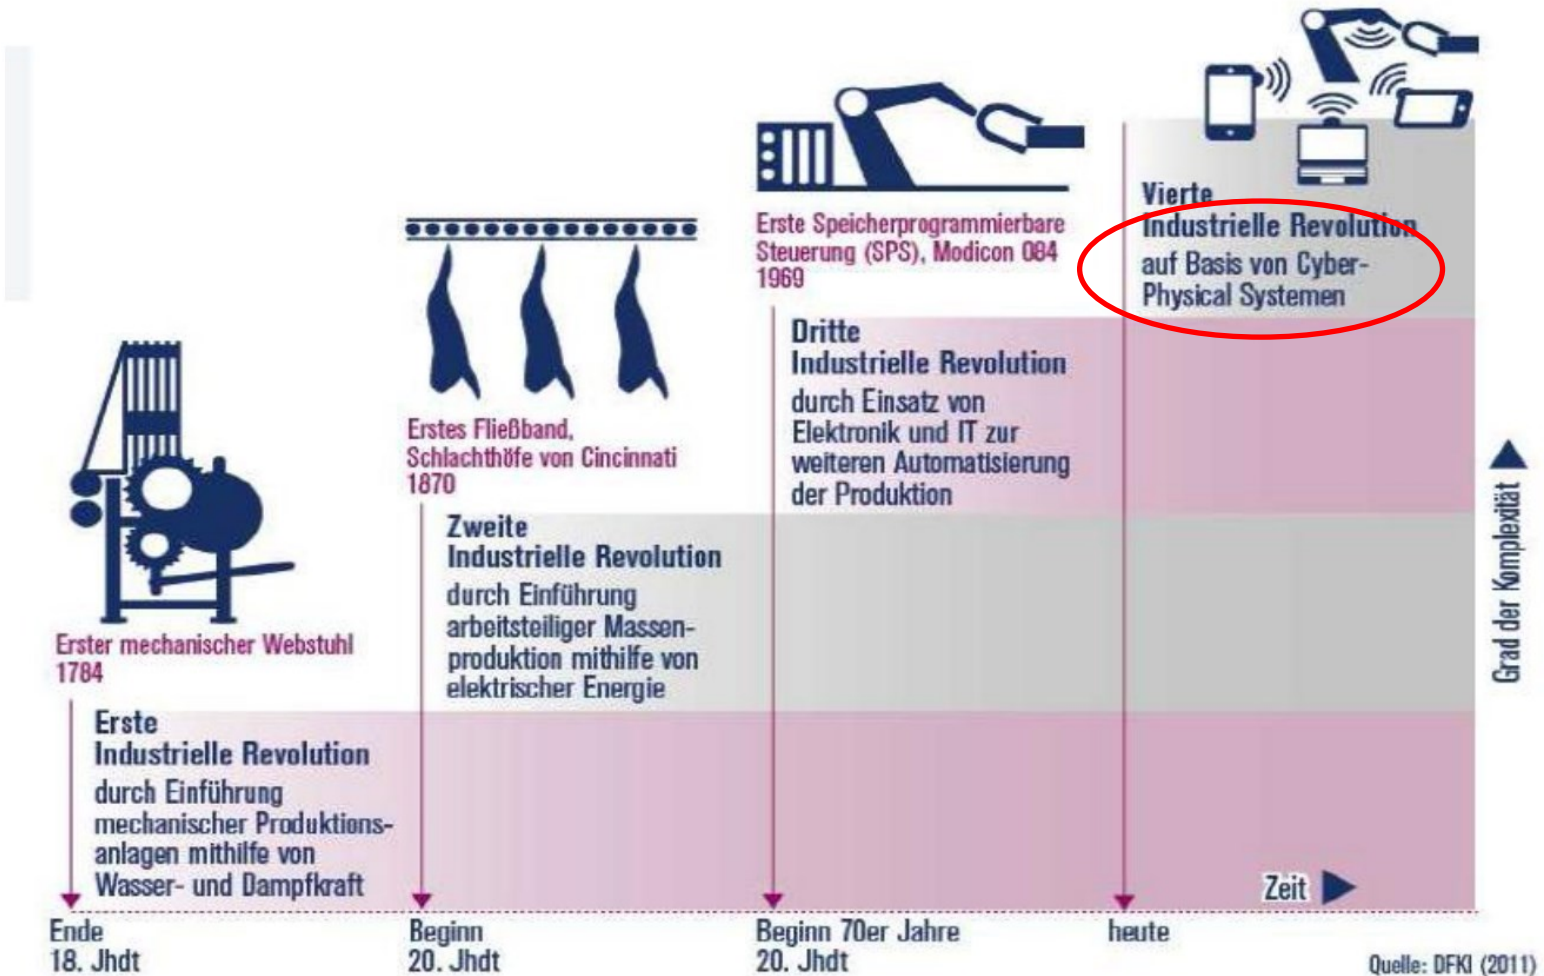 Erster mechanischer Webstuhl
1784
Erste
Industrielle Revolution
durch Einführung
mechanischer Produktions-
anlagen mithilfe von
Wasser- und Dampfkraft
Ende
18. Jhdt
Erstes Fließband,
Schlachthöfe von Cincinnati
1870
Zweite
Industrielle Revolution
durch Einführung
arbeitsteiliger Massen-
produktion mithilfe von
elektrischer Energie
Beginn
20. Jhdt
Erste Speicherprogrammierbare
Steuerung (SPS), Modicon 084
1969
Dritte
Industrielle Revolution
durch Einsatz von
Elektronik und IT zur
weiteren Automatisierung
der Produktion
Beginn 70er Jahre
20. Jhdt
Vierte
Industrielle Revolution
auf Basis von Cyber-
Physical Systemen
heute
Zeit
Grad der Komplexität
Quelle: DFKI (2011)